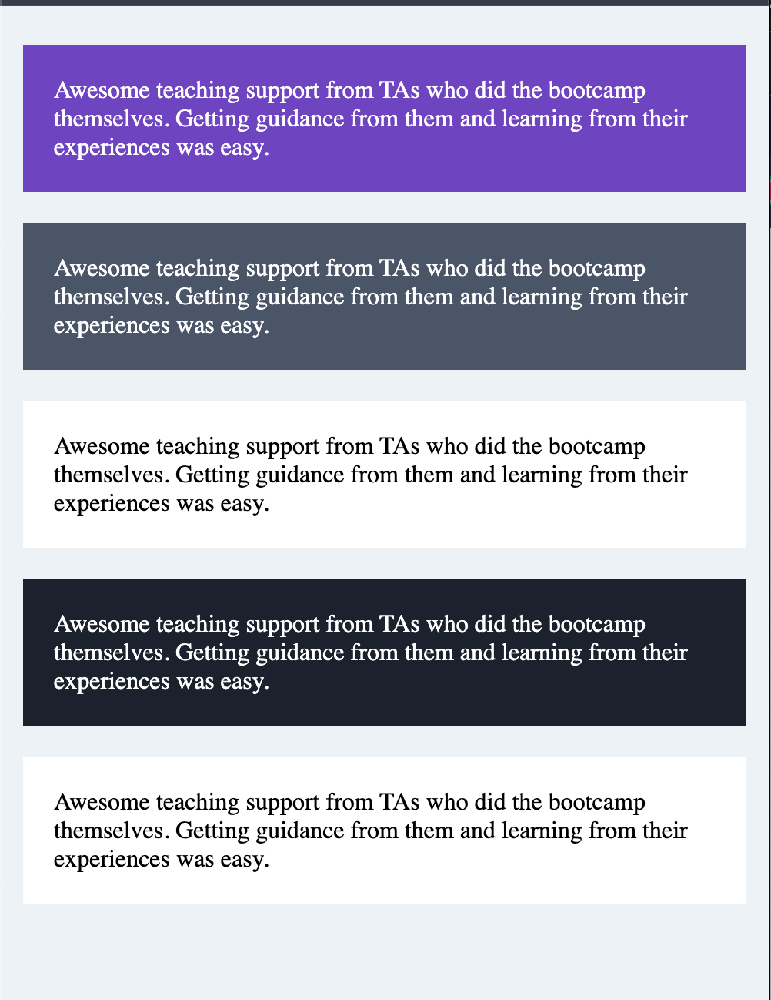 Awesome teaching support from TAs who did the bootcamp
themselves. Getting guidance from them and learning from their
experiences was easy.
Awesome teaching support from TAs who did the bootcamp
themselves. Getting guidance from them and learning from their
experiences was easy.
Awesome teaching support from TAs who did the bootcamp
themselves. Getting guidance from them and learning from their
experiences was easy.
Awesome teaching support from TAs who did the bootcamp
themselves. Getting guidance from them and learning from their
experiences was easy.
Awesome teaching support from TAs who did the bootcamp
themselves. Getting guidance from them and learning from their
experiences was easy.